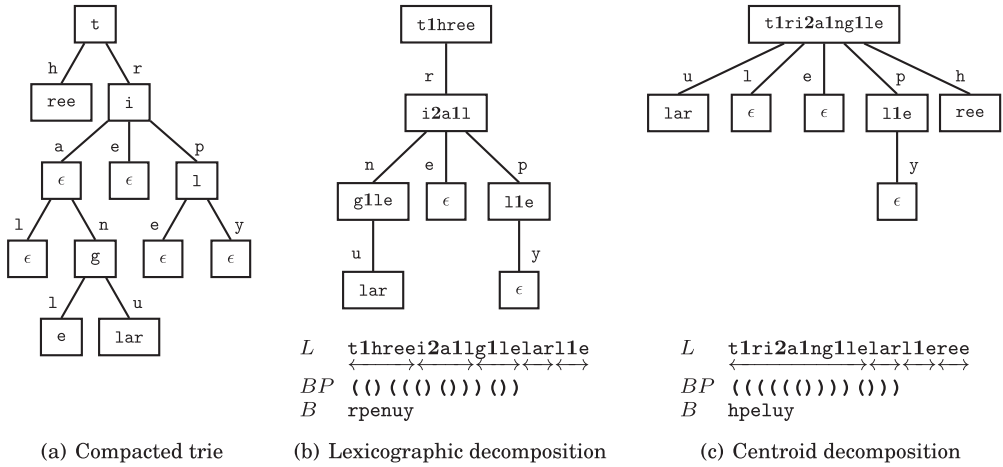 t
h r
ree i
a e p
ϵ ϵ l
l n e y
ϵ g ϵ ϵ
l u
e lar
(a) Compacted trie
t1hree
r
i2a1l
n e p
g1le ϵ l1e
u y
lar ϵ
L t1hreei2a1lg1lelarl1e
BP (()((()()))())
B rpenuy
(b) Lexicographic decomposition
t1ri2a1ng1le
u l e p h
lar ϵ ϵ l1e ree
y
ϵ
L t1ri2a1ng1lelarl1eree
BP (((((())))()))
B hpeluy
(c) Centroid decomposition